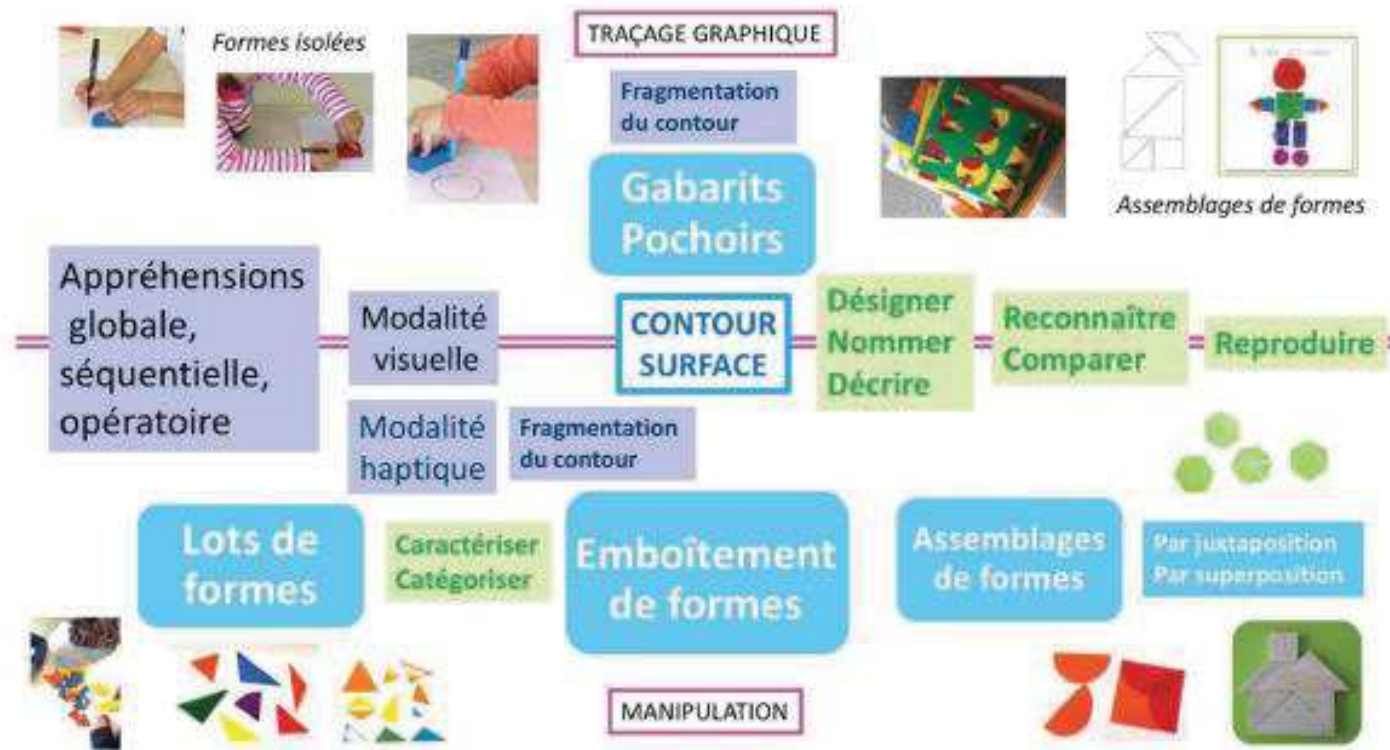 TRAÇAGE GRAPHIQUE
Formes isolées
Fragmentation
du contour
Gabarits
Pochoirs
Assemblages de formes
Appréhensions
globale,
séquentielle,
opératoire
Modalité
visuelle
CONTOUR
SURFACE
Désigner
Nommer
Décrire
Reconnaître
Comparer
Reproduire
Modalité
haptique
Fragmentation
du contour
Lots de
formes
Caractériser
Catégoriser
Emboîtement
de formes
Assemblages
de formes
Par juxtaposition
Par superposition
MANIPULATION